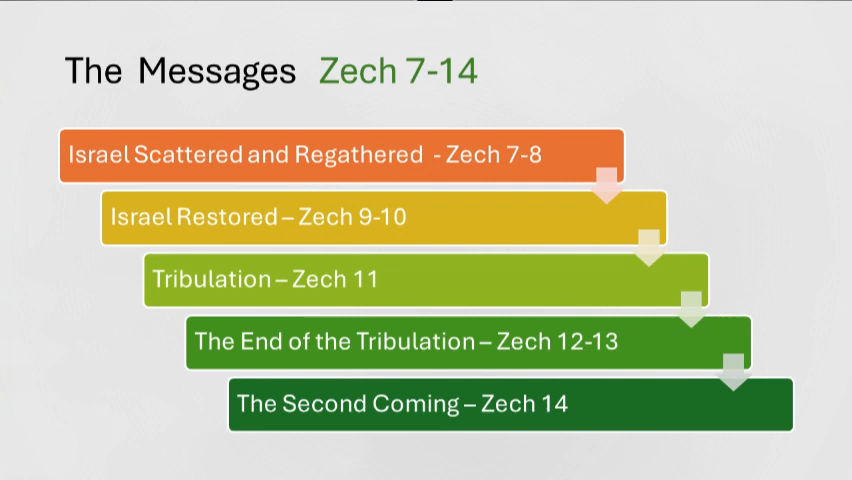 The Messages Zech 7-14
Israel Scattered and Regathered - Zech 7-8
Israel Restored – Zech 9-10
Tribulation – Zech 11
The End of the Tribulation – Zech 12-13
The Second Coming – Zech 14